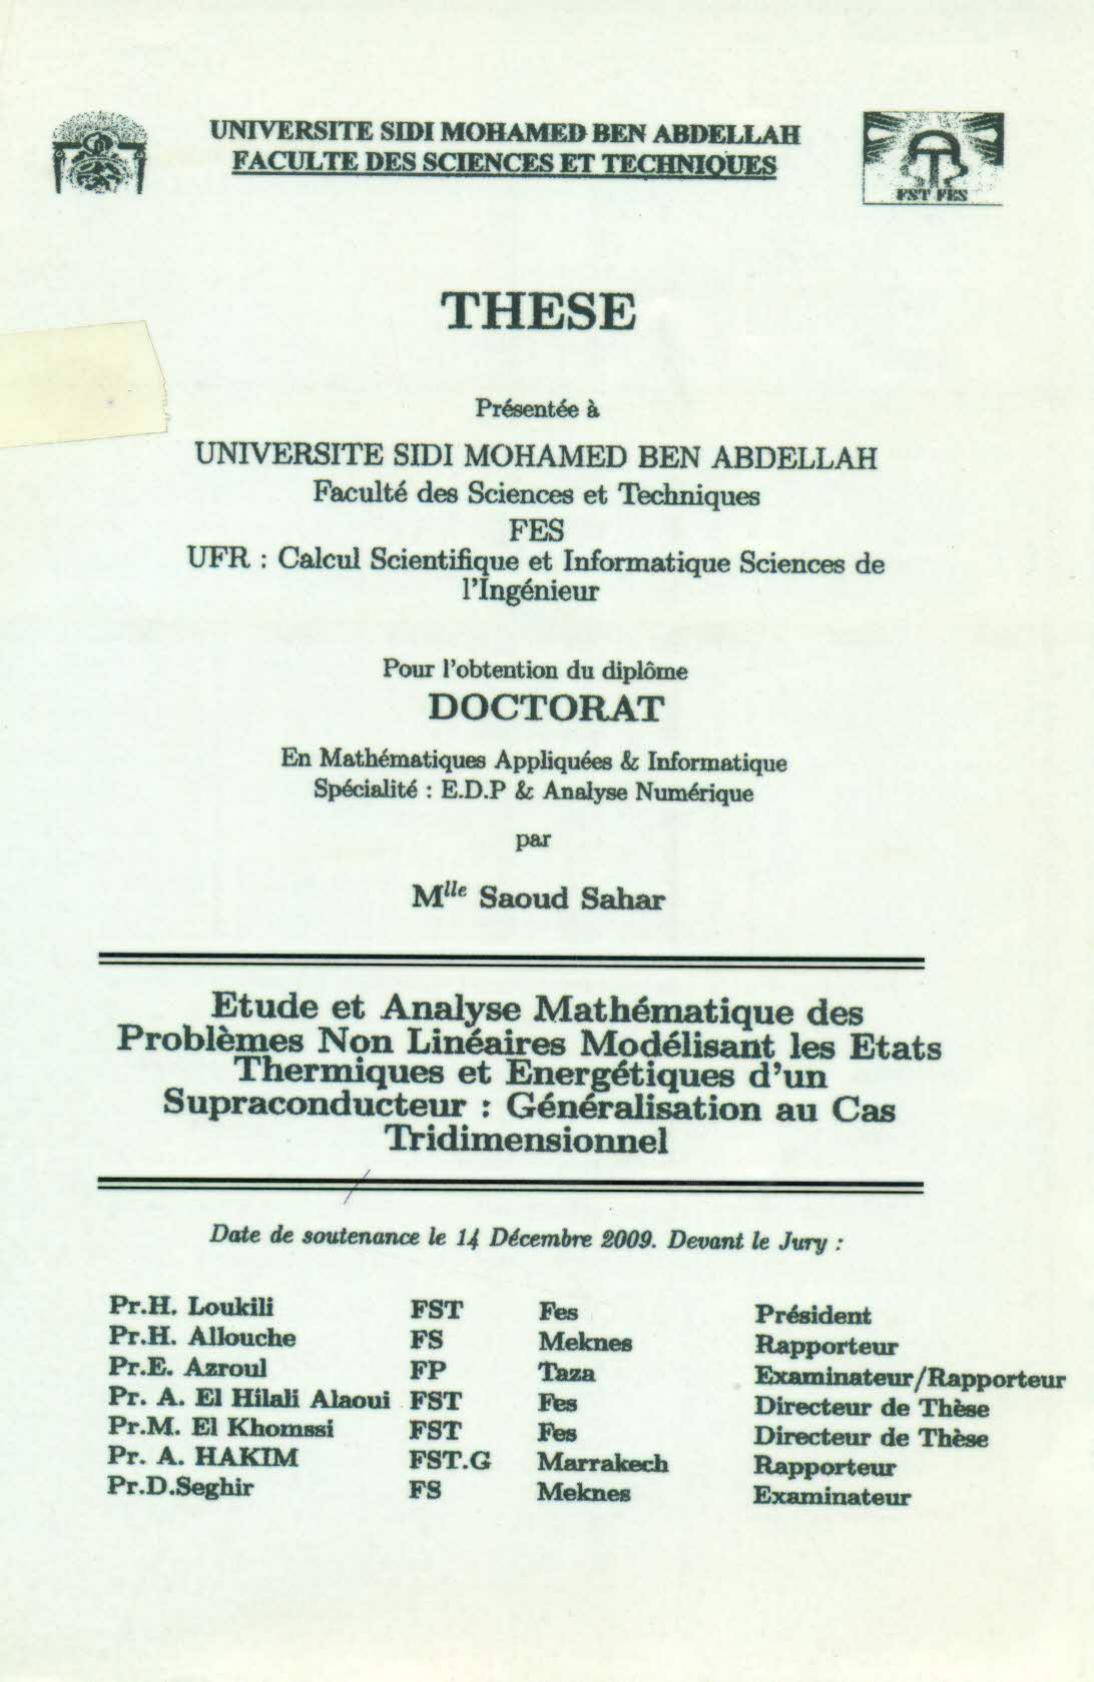 UNIVERSITE SIDI MOHAMED BEN ABDELLAH
FACULTE DES SCIENCES ET TECHNIQUES
FST FES
THESE
Présentée à
UNIVERSITE SIDI MOHAMED BEN ABDELLAH
Faculté des Sciences et Techniques
FES
UFR : Calcul Scientifique et Informatique Sciences de
l'Ingénieur
Pour l'obtention du diplôme
DOCTORAT
En Mathématiques Appliquées & Informatique
Spécialité : E.D.P & Analyse Numérique
par
Mlle Saoud Sahar
Etude et Analyse Mathématique des
Problèmes Non Linéaires Modélisant les Etats
Thermiques et Energétiques d'un
Supraconducteur : Généralisation au Cas
Tridimensionnel
Date de soutenance le 14 Décembre 2009. Devant le Jury :
Pr.H. Loukili FST Fes Président
Pr.H. Allouche FS Meknes Rapporteur
Pr.E. Azroul FP Taza Examinateur/Rapporteur
Pr. A. El Hilali Alaoui FST Fes Directeur de Thèse
Pr.M. El Khomssi FST Fes Directeur de Thèse
Pr. A. HAKIM FST.G Marrakech Rapporteur
Pr.D.Seghir FS Meknes Examinateur